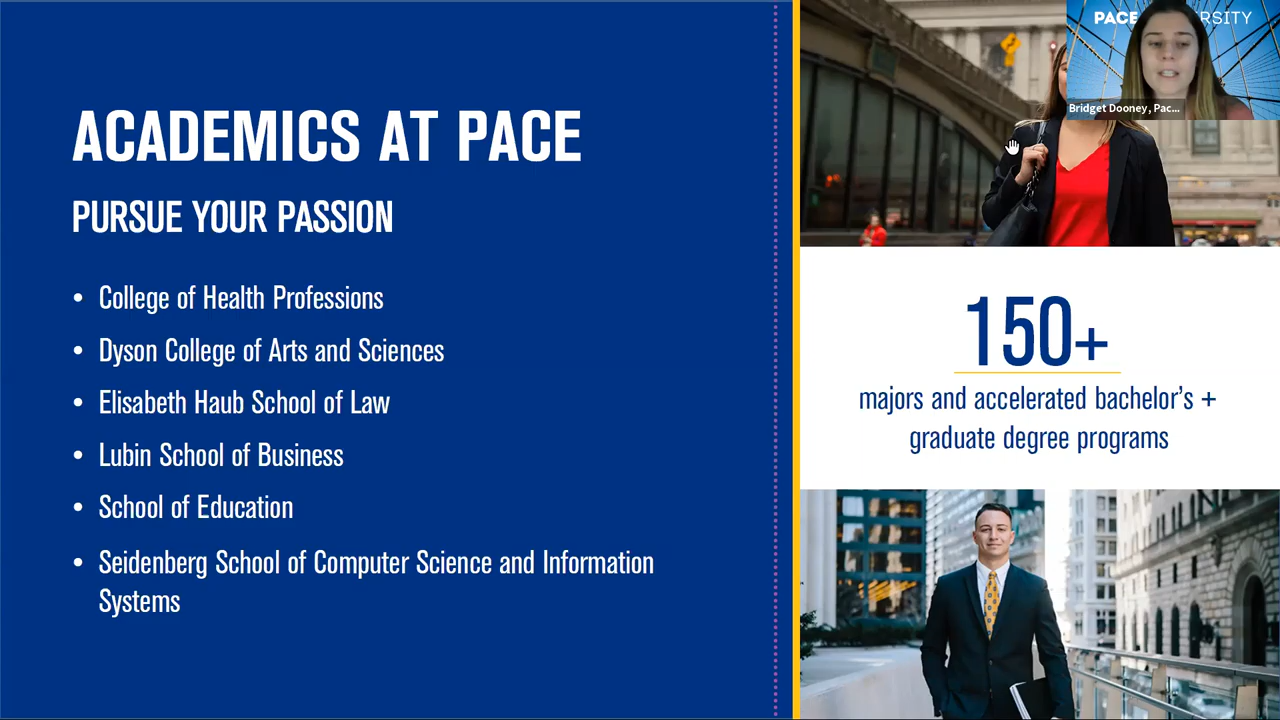 ACADEMICS AT PACE
PURSUE YOUR PASSION
• College of Health Professions
• Dyson College of Arts and Sciences
• Elisabeth Haub School of Law
• Lubin School of Business
• School of Education
• Seidenberg School of Computer Science and Information
Systems
PACE
RSITY
Bridget Dooney, Pac...
150+
majors and accelerated bachelor’s +
graduate degree programs